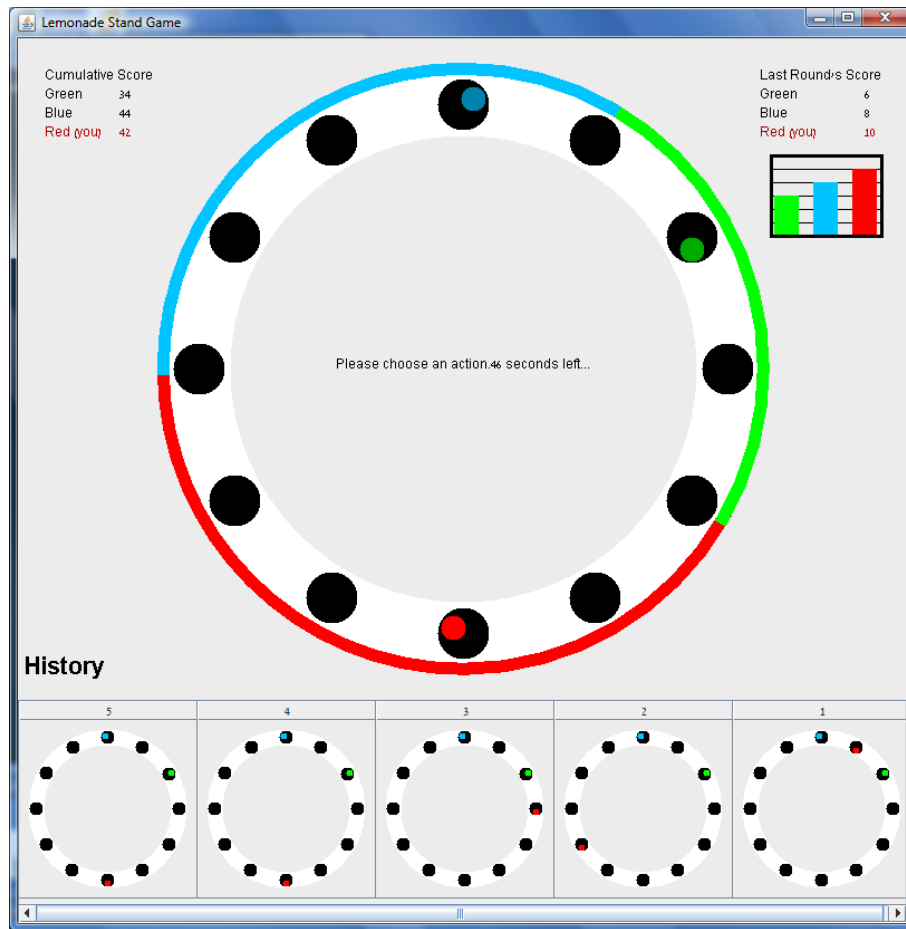 Lemonade Stand Game
Cumulative Score
Green 34
Blue 44
Red (you) 42
Last Round's Score
Green 6
Blue 8
Red (you) 10
Please choose an action.46 seconds left...
History
5 4 3 2 1